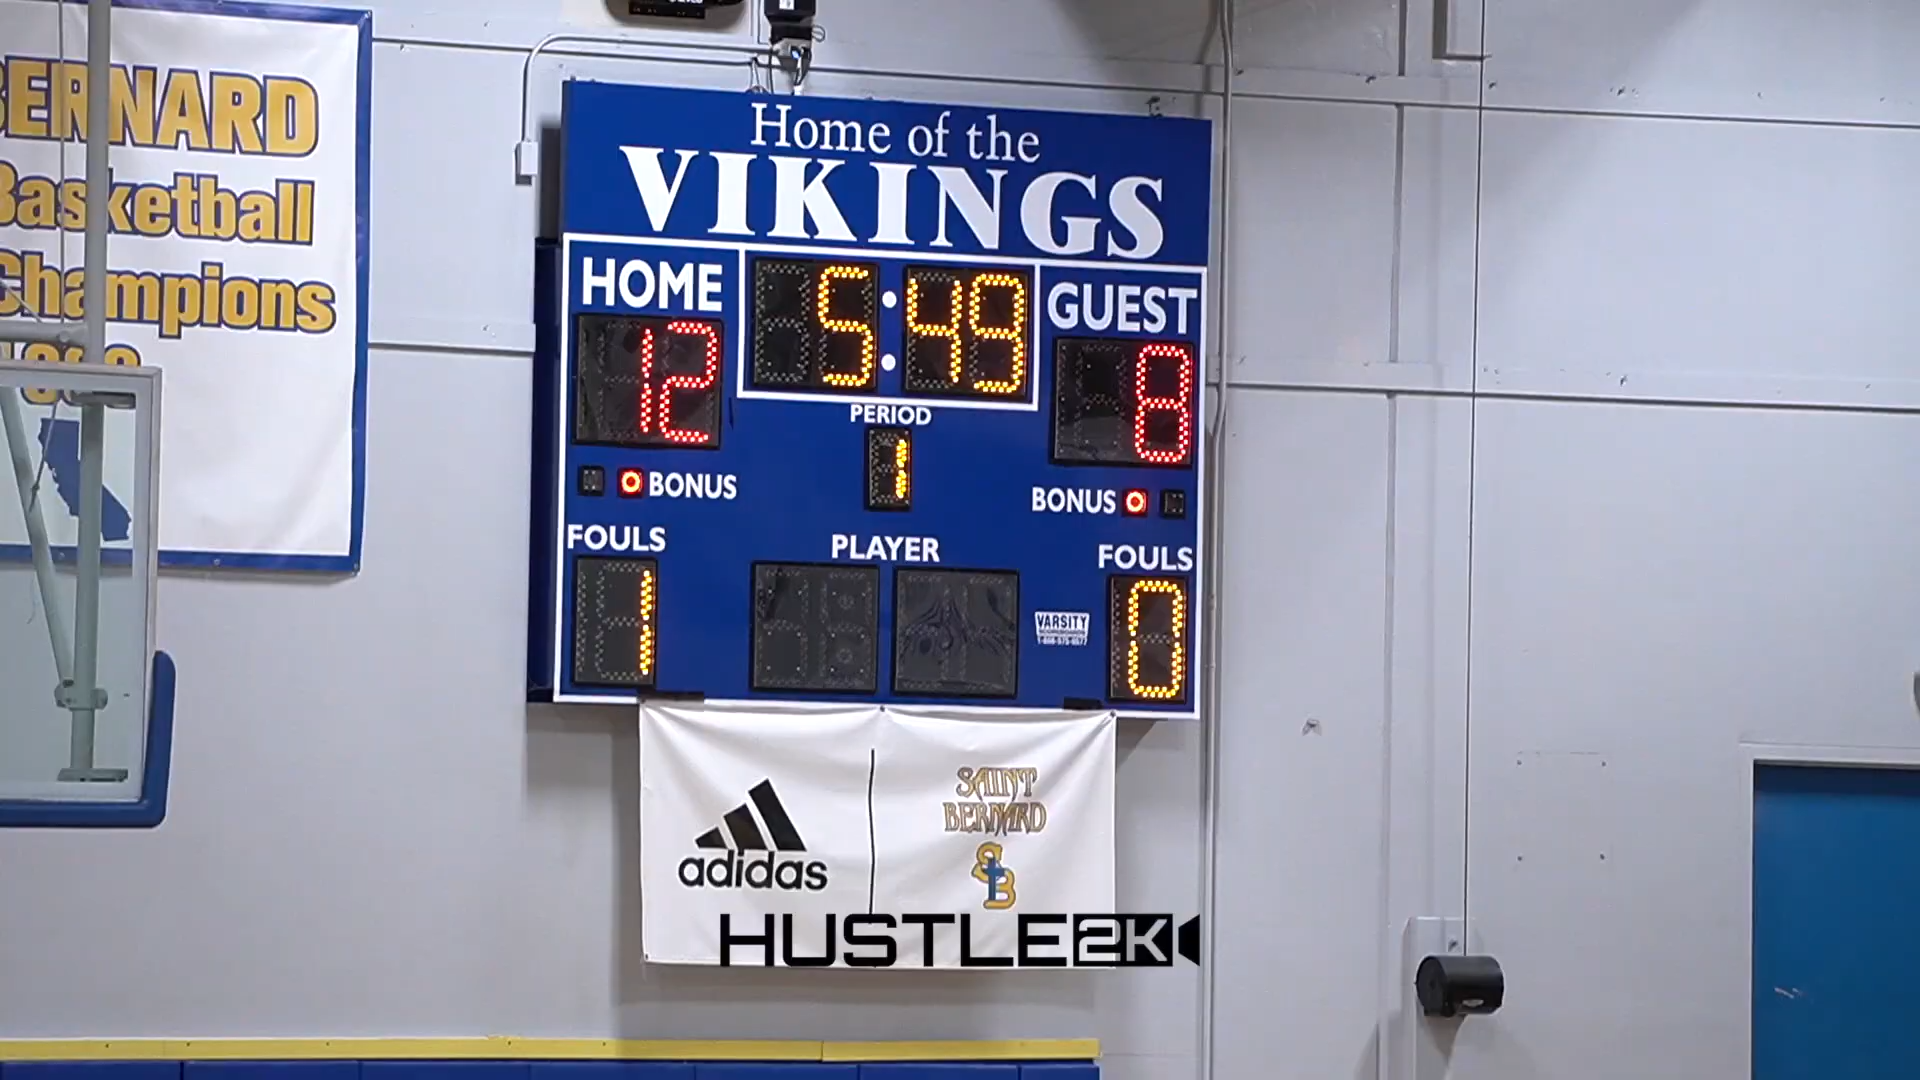 BERNARD
Basketball
Champions
Home of the
VIKINGS
HOME
5:49
GUEST
12
8
PERIOD
1
BONUS
BONUS
FOULS
PLAYER
FOULS
1
0
VARSITY
adidas
SAINT
BERNARD
SB
HUSTLE2K